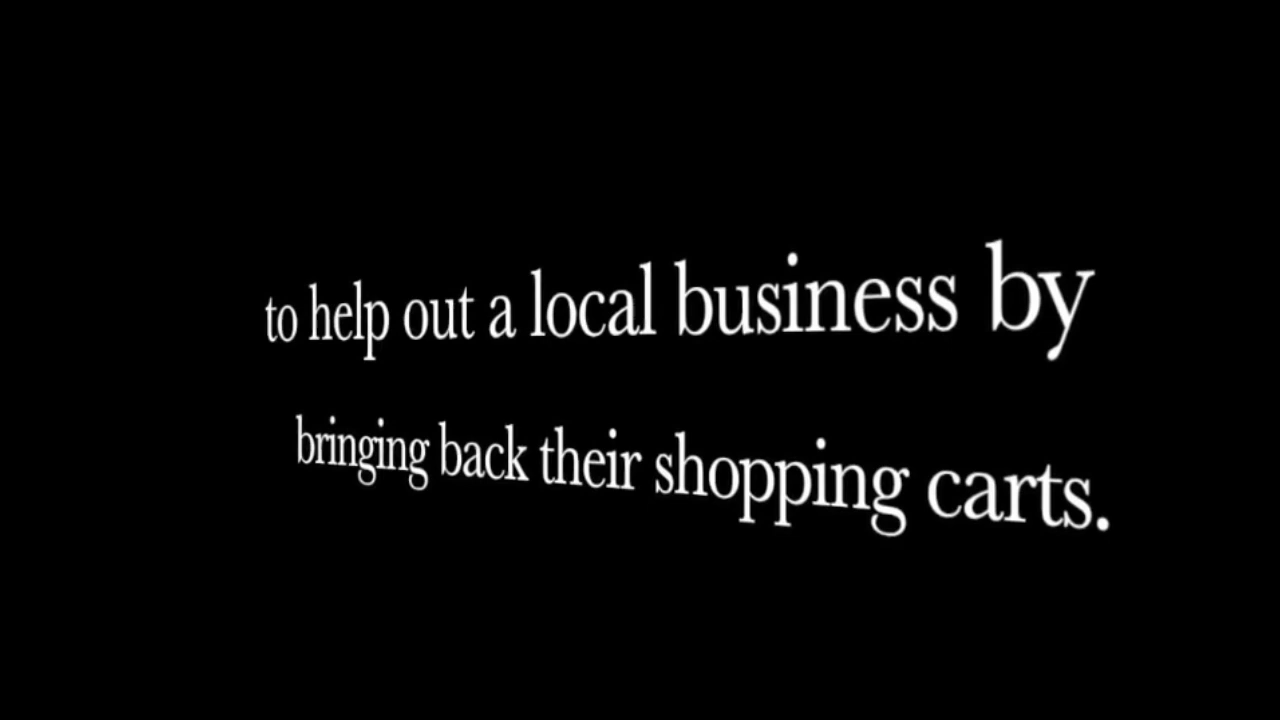 to help out a local business by
bringing back their shopping carts.